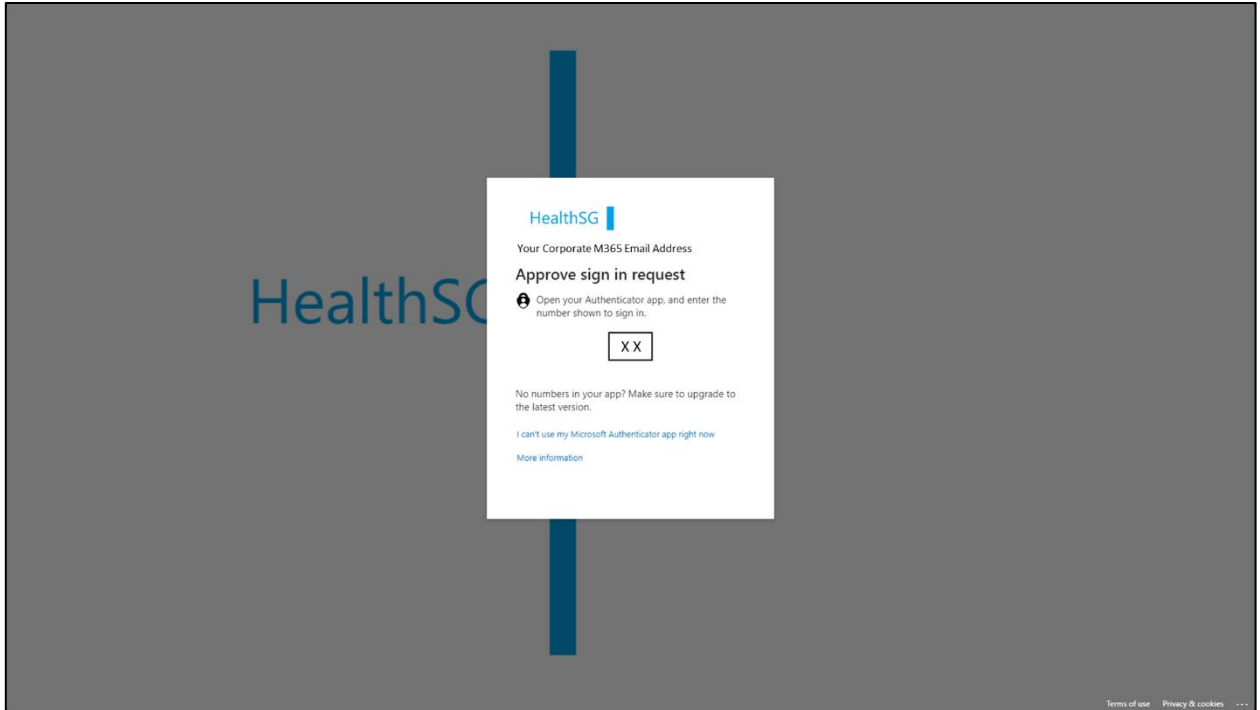 HealthSG
Your Corporate M365 Email Address
Approve sign in request
Open your Authenticator app, and enter the
number shown to sign in.
X X
No numbers in your app? Make sure to upgrade to
the latest version.
I can't use my Microsoft Authenticator app right now
More information
HealthSG
Terms of use Privacy & cookies ...